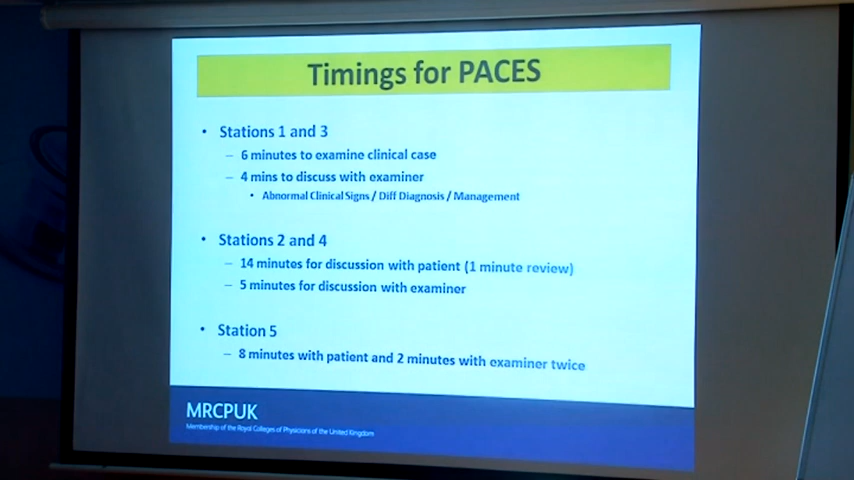 Timings for PACES
• Stations 1 and 3
– 6 minutes to examine clinical case
– 4 mins to discuss with examiner
• Abnormal Clinical Signs / Diff Diagnosis / Management
• Stations 2 and 4
– 14 minutes for discussion with patient (1 minute review)
– 5 minutes for discussion with examiner
• Station 5
– 8 minutes with patient and 2 minutes with examiner twice
MRCPUK
Membership of the Royal Colleges of Physicians of the United Kingdom